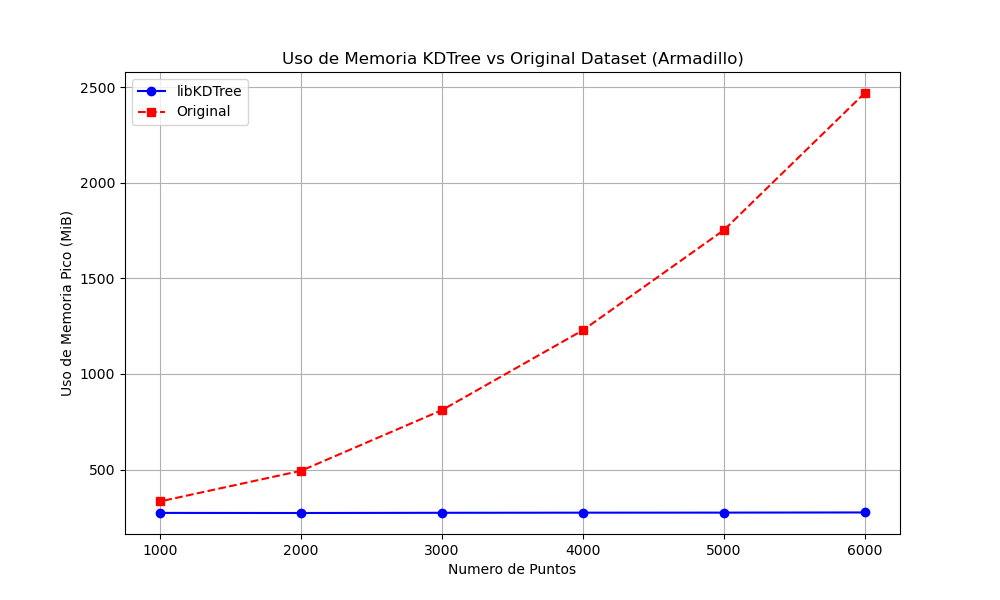 Uso de Memoria KDTree vs Original Dataset (Armadillo)
libKDTree
Original
Uso de Memoria Pico (MiB)
2500
2000
1500
1000
500
1000 2000 3000 4000 5000 6000
Numero de Puntos